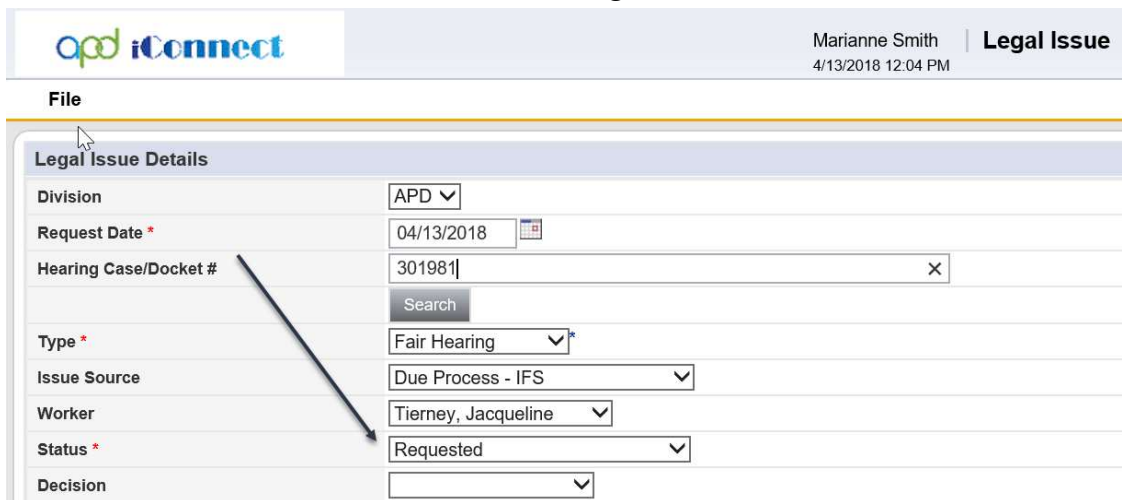 apd iConnect
Marianne Smith | Legal Issue
4/13/2018 12:04 PM
File
Legal Issue Details
Division APD
Request Date * 04/13/2018
Hearing Case/Docket # 301981
Search
Type * Fair Hearing *
Issue Source Due Process - IFS
Worker Tierney, Jacqueline
Status * Requested
Decision